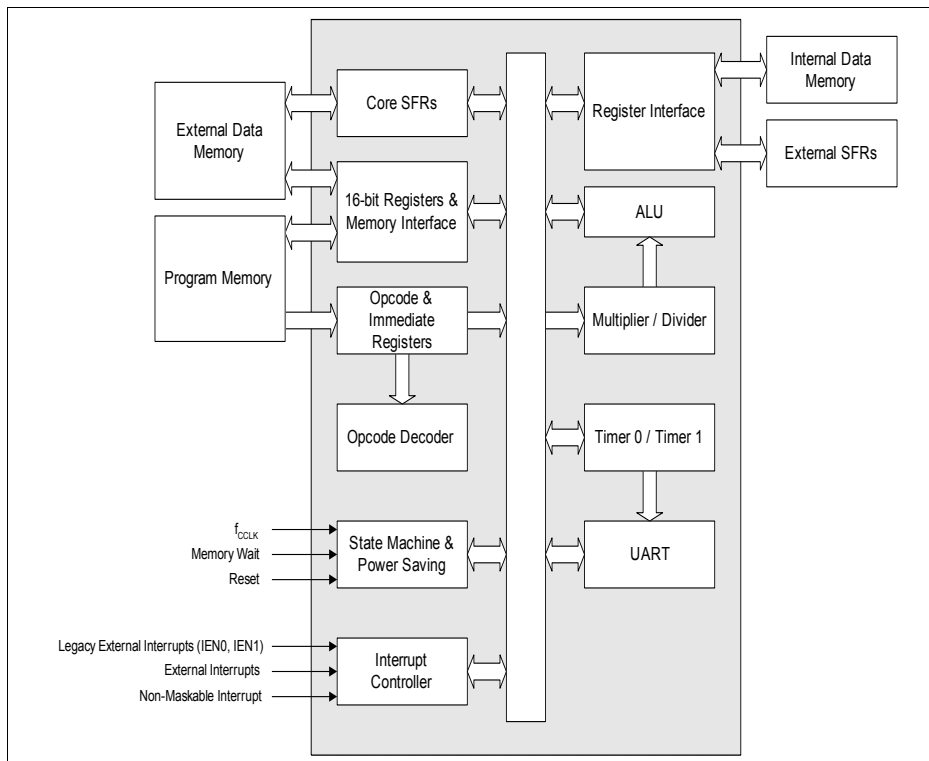 External Data
Memory
Program Memory
Core SFRs
16-bit Registers &
Memory Interface
Opcode &
Immediate
Registers
Opcode Decoder
fCCLK
Memory Wait
Reset
State Machine &
Power Saving
Legacy External Interrupts (IEN0, IEN1)
External Interrupts
Non-Maskable Interrupt
Interrupt
Controller
Register Interface
ALU
Multiplier / Divider
Timer 0 / Timer 1
UART
Internal Data
Memory
External SFRs